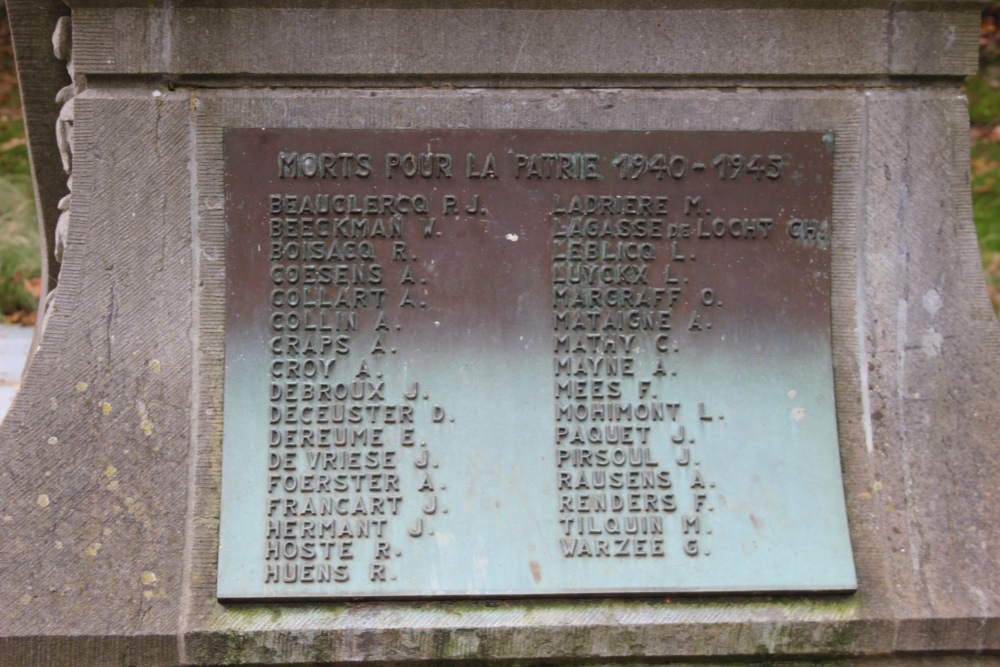 MORTS POUR LA PATRIE 1940-1945
BEAUCLERCQ P.J.
BEECKMAN W.
BOISACQ R.
COESENS A.
COLLART A.
COLLIN A.
CRAPS A.
CROY A.
DEBROUX J.
DECEUSTER D.
DEREUME E.
DE VRIESE J.
FOERSTER A.
FRANCART J.
HERMANT J.
HOSTE R.
HUENS R.
LADRIERE M.
LAGASSE DE LOCHT CH.
LEBLICQ L.
LUYCKX L.
MARGRAFF O.
MATAIGNE A.
MATHY C.
MAYNE A.
MEES F.
MOHIMONT L.
PAQUET J.
PIRSOUL J.
RAUSENS A.
RENDERS F.
TILQUIN M.
WARZEE G.